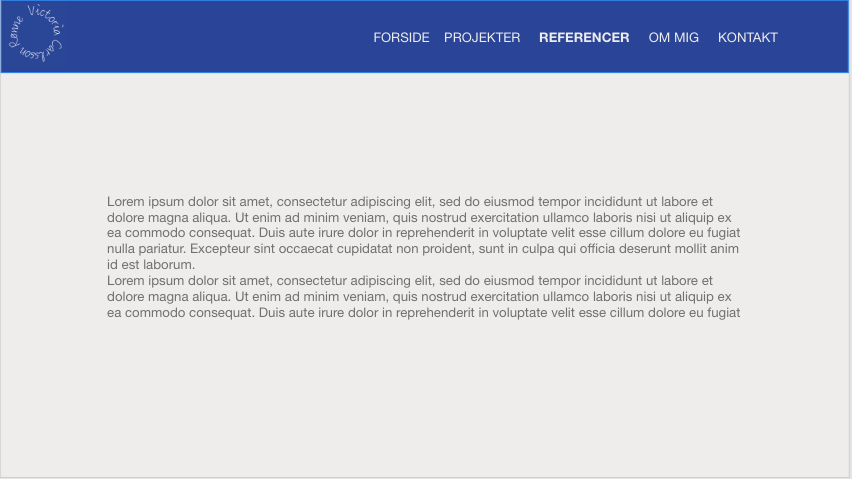 Rønne Victoria Carlsson
FORSIDE PROJEKTER REFERENCER OM MIG KONTAKT
Lorem ipsum dolor sit amet, consectetur adipiscing elit, sed do eiusmod tempor incididunt ut labore et
dolore magna aliqua. Ut enim ad minim veniam, quis nostrud exercitation ullamco laboris nisi ut aliquip ex
ea commodo consequat. Duis aute irure dolor in reprehenderit in voluptate velit esse cillum dolore eu fugiat
nulla pariatur. Excepteur sint occaecat cupidatat non proident, sunt in culpa qui officia deserunt mollit anim
id est laborum.
Lorem ipsum dolor sit amet, consectetur adipiscing elit, sed do eiusmod tempor incididunt ut labore et
dolore magna aliqua. Ut enim ad minim veniam, quis nostrud exercitation ullamco laboris nisi ut aliquip ex
ea commodo consequat. Duis aute irure dolor in reprehenderit in voluptate velit esse cillum dolore eu fugiat